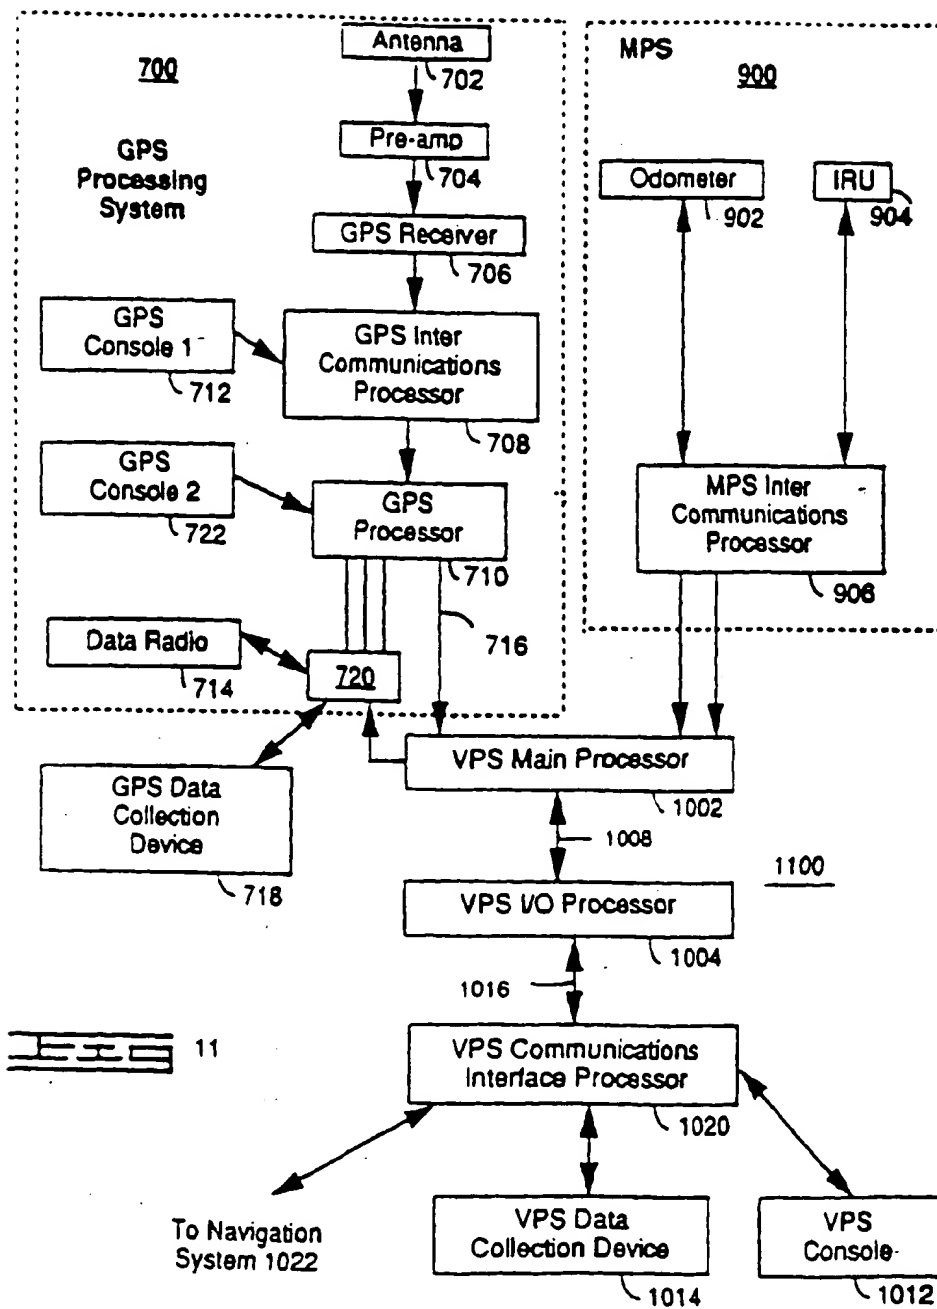 Antenna
702
700
Pre-amp
704
GPS
Processing
System
GPS Receiver
706
GPS
Console 1
712
GPS Inter
Communications
Processor
708
GPS
Console 2
722
GPS
Processor
710
716
Data Radio
714
720
MPS
900
Odometer
902
IRU
904
MPS Inter
Communications
Processor
906
VPS Main Processor
1002
GPS Data
Collection
Device
718
1008
1100
VPS I/O Processor
1004
1016
11
VPS Communications
Interface Processor
1020
To Navigation
System 1022
VPS Data
Collection Device
1014
VPS
Console
1012